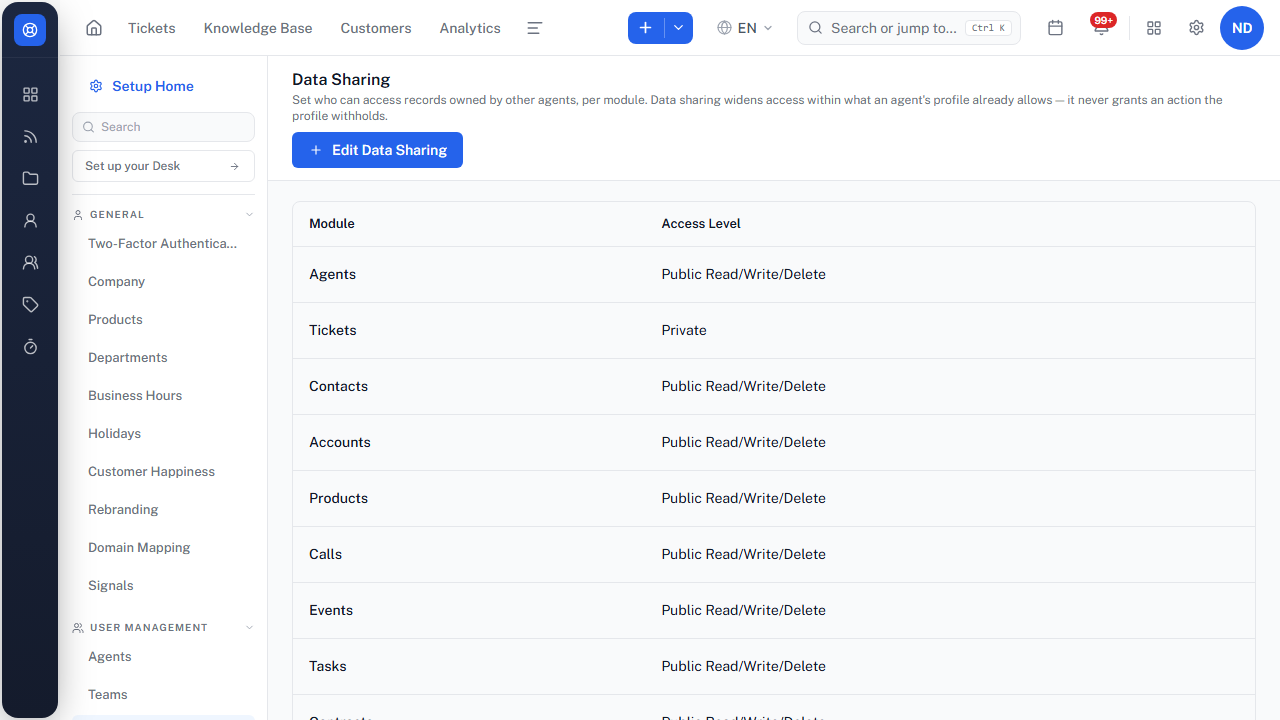 Tickets
Knowledge Base
Customers
Analytics
EN
Search or jump to...
Ctrl K
99+
ND
Setup Home
Search
Set up your Desk
GENERAL
Two-Factor Authentica...
Company
Products
Departments
Business Hours
Holidays
Customer Happiness
Rebranding
Domain Mapping
Signals
USER MANAGEMENT
Agents
Teams
Data Sharing
Set who can access records owned by other agents, per module. Data sharing widens access within what an agent's profile already allows — it never grants an action the
profile withholds.
Edit Data Sharing
Module Access Level
Agents Public Read/Write/Delete
Tickets Private
Contacts Public Read/Write/Delete
Accounts Public Read/Write/Delete
Products Public Read/Write/Delete
Calls Public Read/Write/Delete
Events Public Read/Write/Delete
Tasks Public Read/Write/Delete